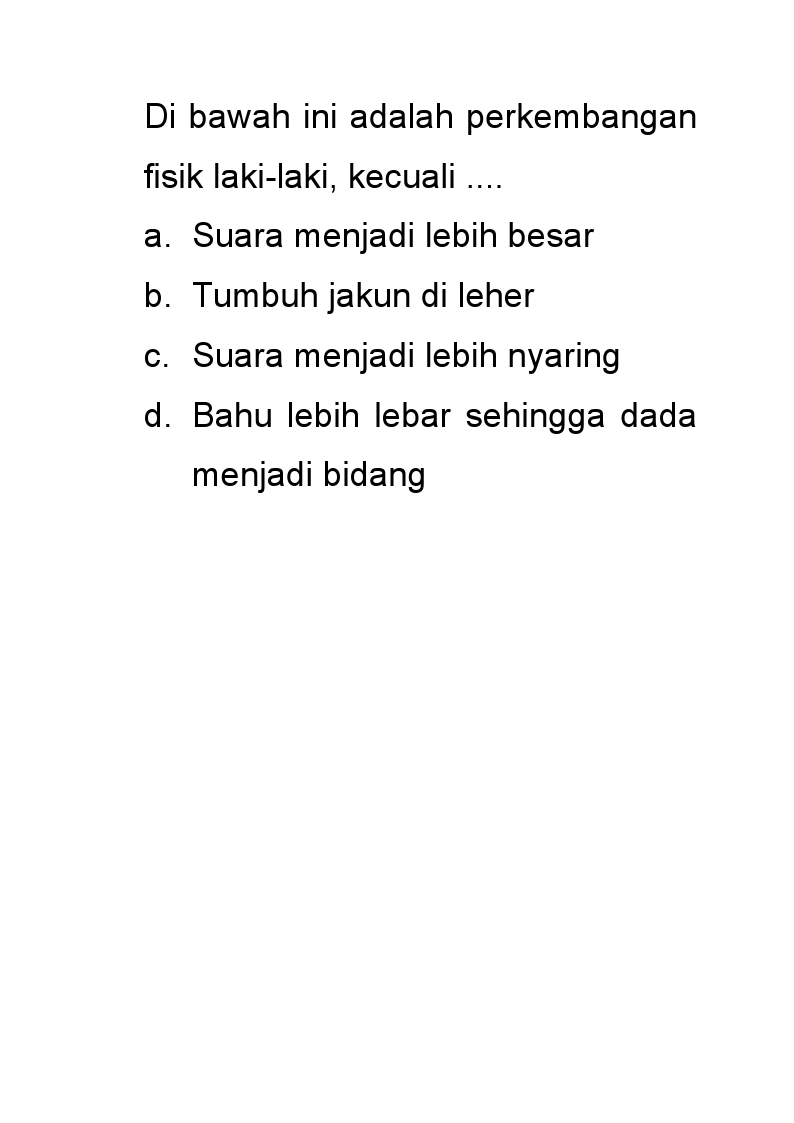 Di bawah ini adalah perkembangan
fisik laki-laki, kecuali ....
a. Suara menjadi lebih besar
b. Tumbuh jakun di leher
c. Suara menjadi lebih nyaring
d. Bahu lebih lebar sehingga dada
menjadi bidang